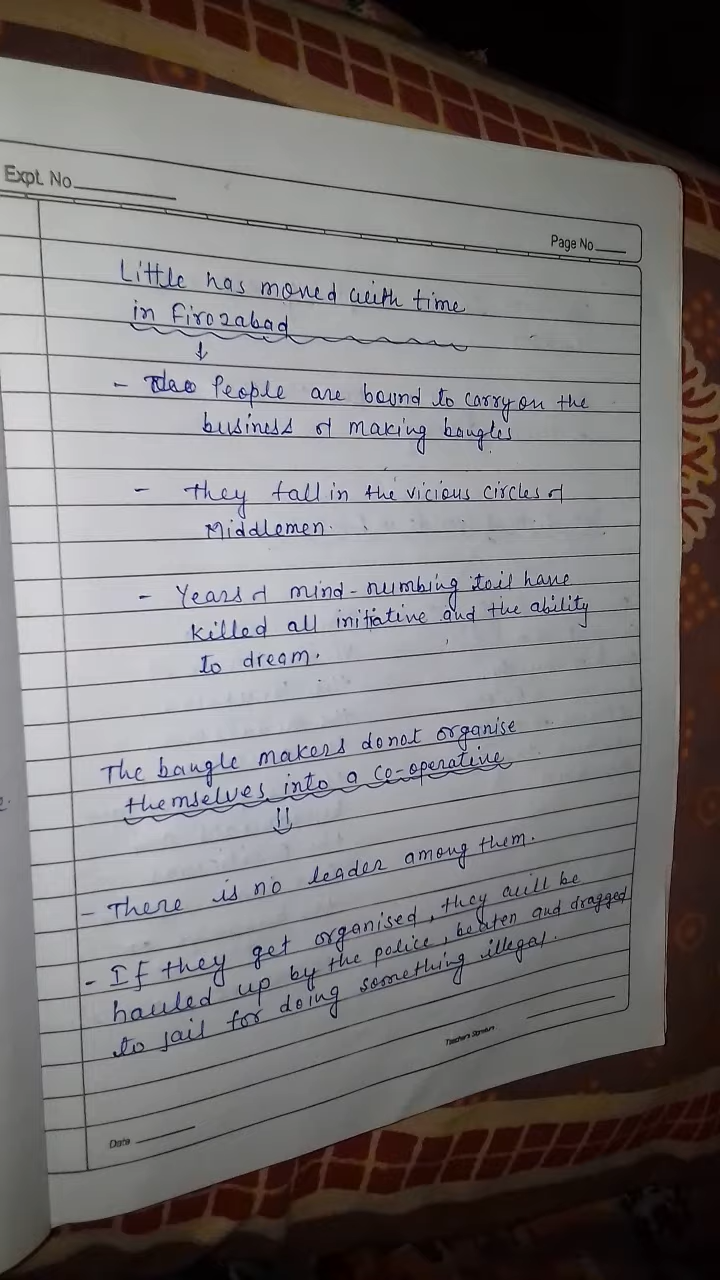 Expt. No
Page No
Little has moved with time
in Firozabad
↓
- People are bound to carry on the
business of making bangles
- they fall in the vicious circles of
Middlemen.
- Years of mind-numbing toil have
killed all initiative and the ability
to dream.
The bangle makers donot organise
themselves into a co-operative
⇓
- There is no leader among them.
- If they get organised, they will be
hauled up by the police, beaten and dragged
to jail for doing something illegal.
Teacher's Signature
Date